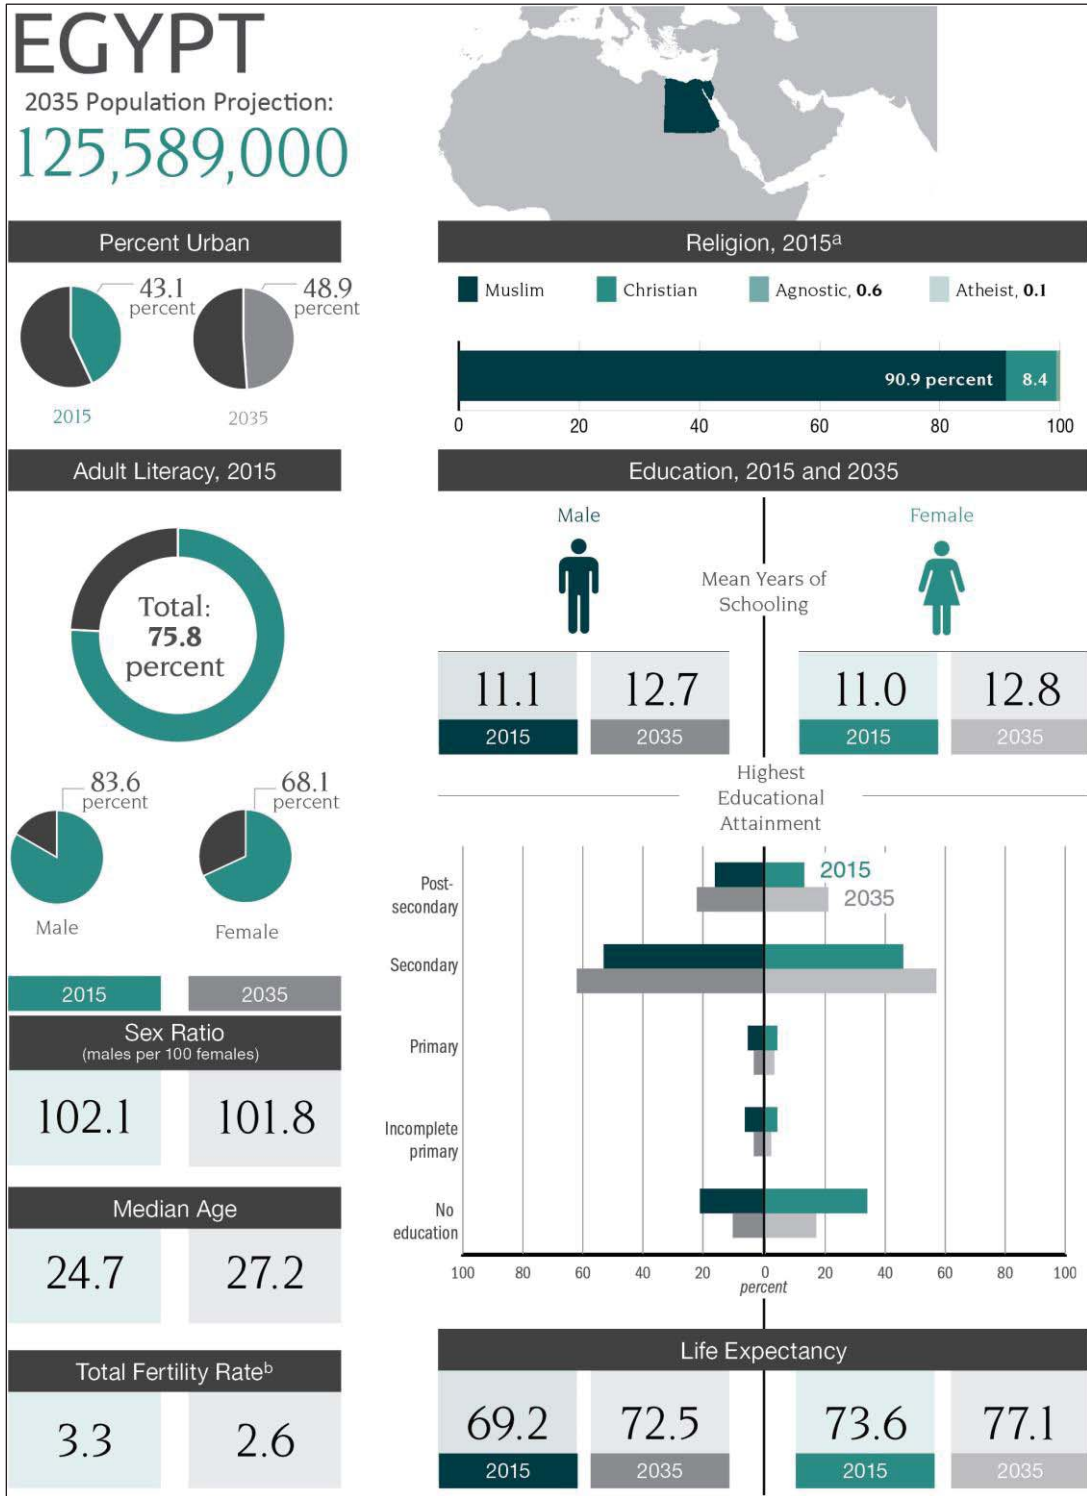 EGYPT
2035 Population Projection:
125,589,000
Percent Urban
43.1
percent
48.9
percent
2015
2035
Religion, 2015a
Muslim
Christian
Agnostic, 0.6
Atheist, 0.1
90.9 percent
8.4
0 20 40 60 80 100
Adult Literacy, 2015
Total:
75.8
percent
83.6
percent
68.1
percent
Male
Female
Education, 2015 and 2035
Male
Female
Mean Years of
Schooling
11.1
12.7
11.0
12.8
2015
2035
2015
2035
Highest
Educational
Attainment
2015
2035
Post-
secondary
Secondary
Primary
Incomplete
primary
No
education
100 80 60 40 20 0 20 40 60 80 100
percent
2015
2035
Sex Ratio
(males per 100 females)
102.1
101.8
Median Age
24.7
27.2
Total Fertility Rateb
3.3
2.6
Life Expectancy
69.2
72.5
73.6
77.1
2015
2035
2015
2035